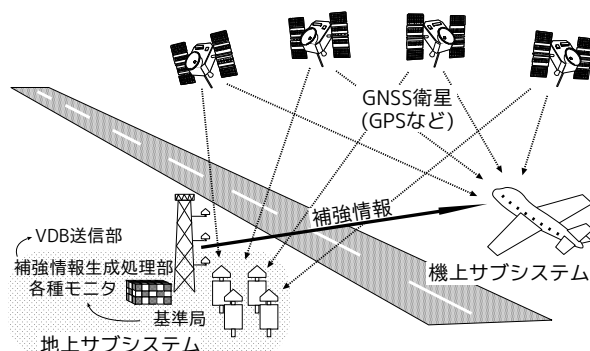 GNSS衛星
(GPSなど)
補強情報
VDB送信部
補強情報生成処理部
各種モニタ
機上サブシステム
基準局
地上サブシステム